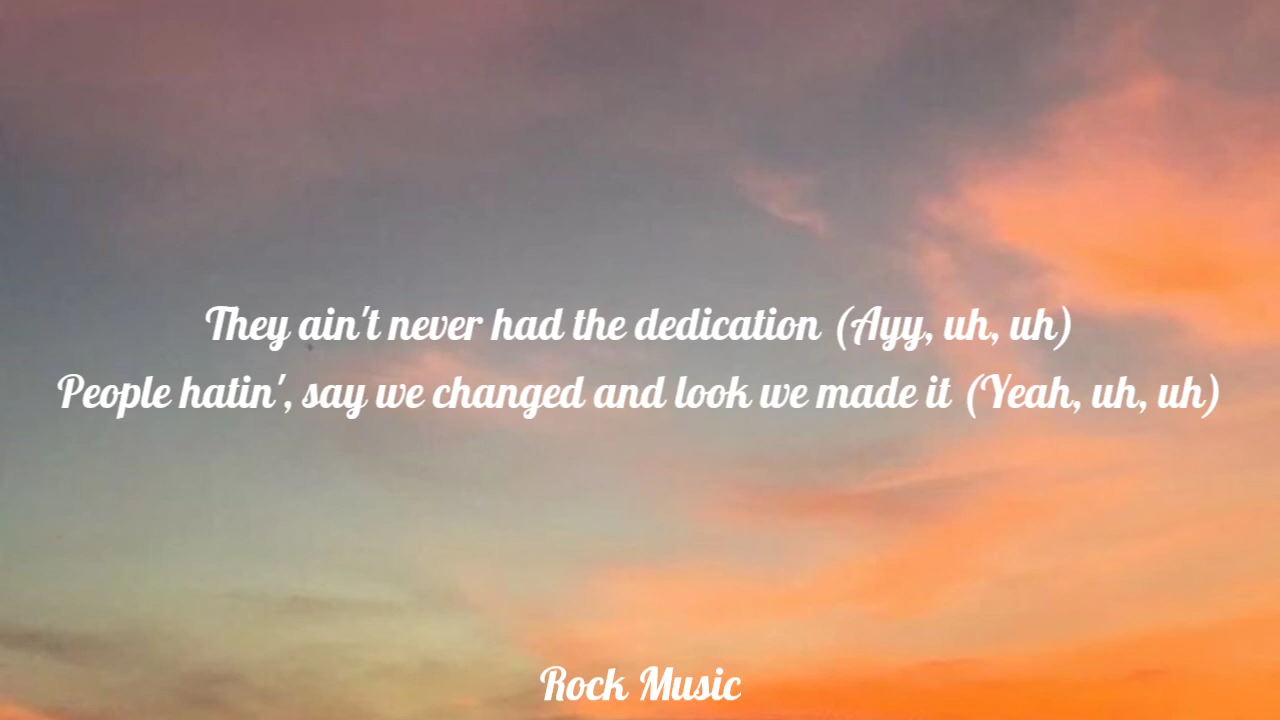 They ain't never had the dedication (Ayy, uh, uh)
People hatin', say we changed and look we made it (Yeah, uh, uh)
Rock Music